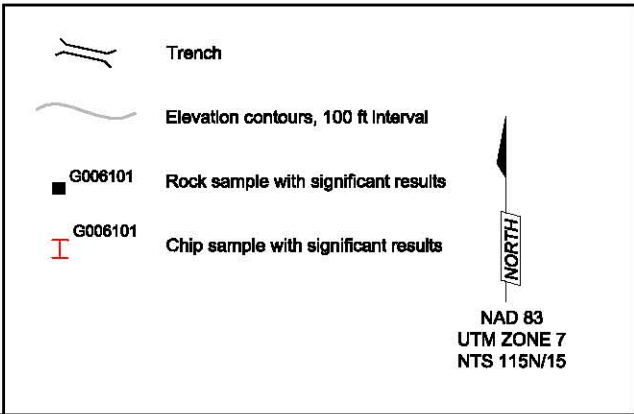 Trench
Elevation contours, 100 ft interval
G006101
Rock sample with significant results
G006101
Chip sample with significant results
NORTH
NAD 83
UTM ZONE 7
NTS 115N/15